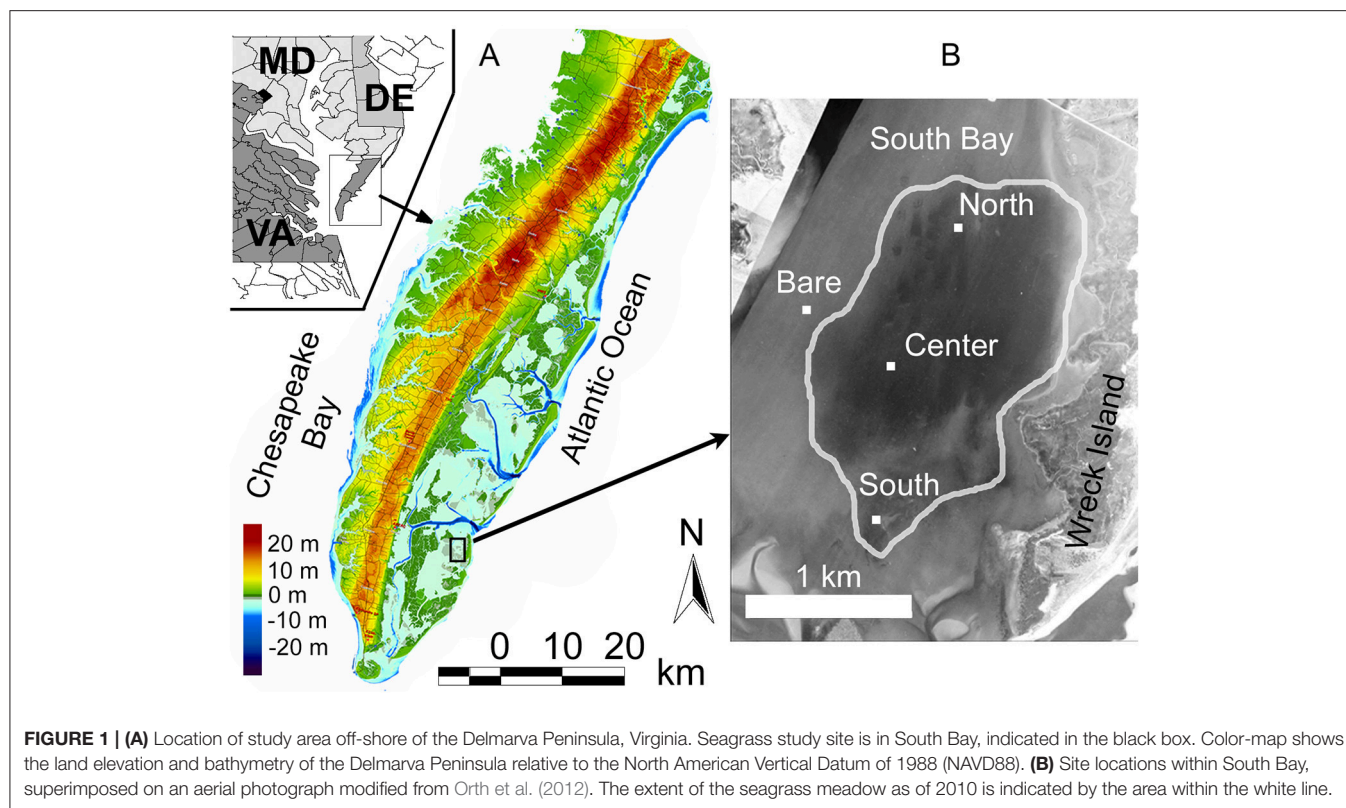 MD
DE
VA
A
Chesapeake
Bay
Atlantic Ocean
20 m
10 m
0 m
-10 m
-20 m
N
0 10 20
km
B
South Bay
North
Bare
Center
South
Wreck Island
1 km
FIGURE 1 | (A) Location of study area off-shore of the Delmarva Peninsula, Virginia. Seagrass study site is in South Bay, indicated in the black box. Color-map shows
the land elevation and bathymetry of the Delmarva Peninsula relative to the North American Vertical Datum of 1988 (NAVD88). (B) Site locations within South Bay,
superimposed on an aerial photograph modified from Orth et al. (2012). The extent of the seagrass meadow as of 2010 is indicated by the area within the white line.